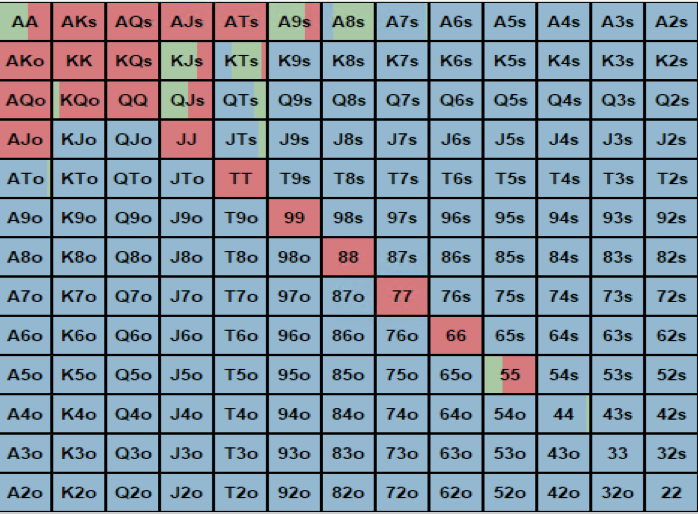 AA AKs AQs AJs ATs A9s A8s A7s A6s A5s A4s A3s A2s
AKo KK KQs KJs KTs K9s K8s K7s K6s K5s K4s K3s K2s
AQo KQo QQ QJs QTs Q9s Q8s Q7s Q6s Q5s Q4s Q3s Q2s
AJo KJo QJo JJ JTs J9s J8s J7s J6s J5s J4s J3s J2s
ATo KTo QTo JTo TT T9s T8s T7s T6s T5s T4s T3s T2s
A9o K9o Q9o J9o T9o 99 98s 97s 96s 95s 94s 93s 92s
A8o K8o Q8o J8o T8o 98o 88 87s 86s 85s 84s 83s 82s
A7o K7o Q7o J7o T7o 97o 87o 77 76s 75s 74s 73s 72s
A6o K6o Q6o J6o T6o 96o 86o 76o 66 65s 64s 63s 62s
A5o K5o Q5o J5o T5o 95o 85o 75o 65o 55 54s 53s 52s
A4o K4o Q4o J4o T4o 94o 84o 74o 64o 54o 44 43s 42s
A3o K3o Q3o J3o T3o 93o 83o 73o 63o 53o 43o 33 32s
A2o K2o Q2o J2o T2o 92o 82o 72o 62o 52o 42o 32o 22